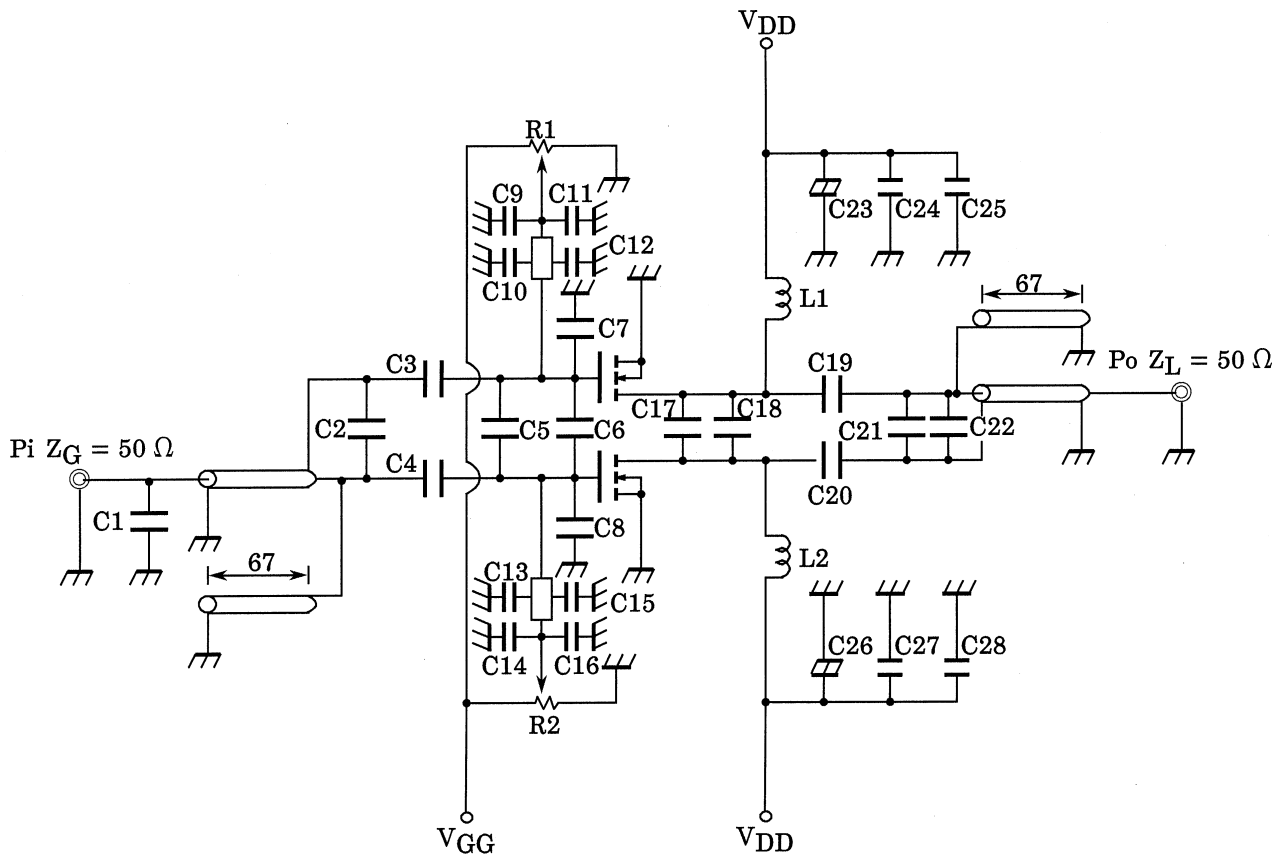 VDD
R1
C9 C11
C12
C10
C23 C24 C25
67
C7
L1
C3
C19
Po ZL = 50 Ω
C17 C18
C2 C5 C6
C21 C22
Pi ZG = 50 Ω
C4
C20
C1
C8
L2
67
C13
C15
C14 C16
C26 C27 C28
R2
VGG
VDD